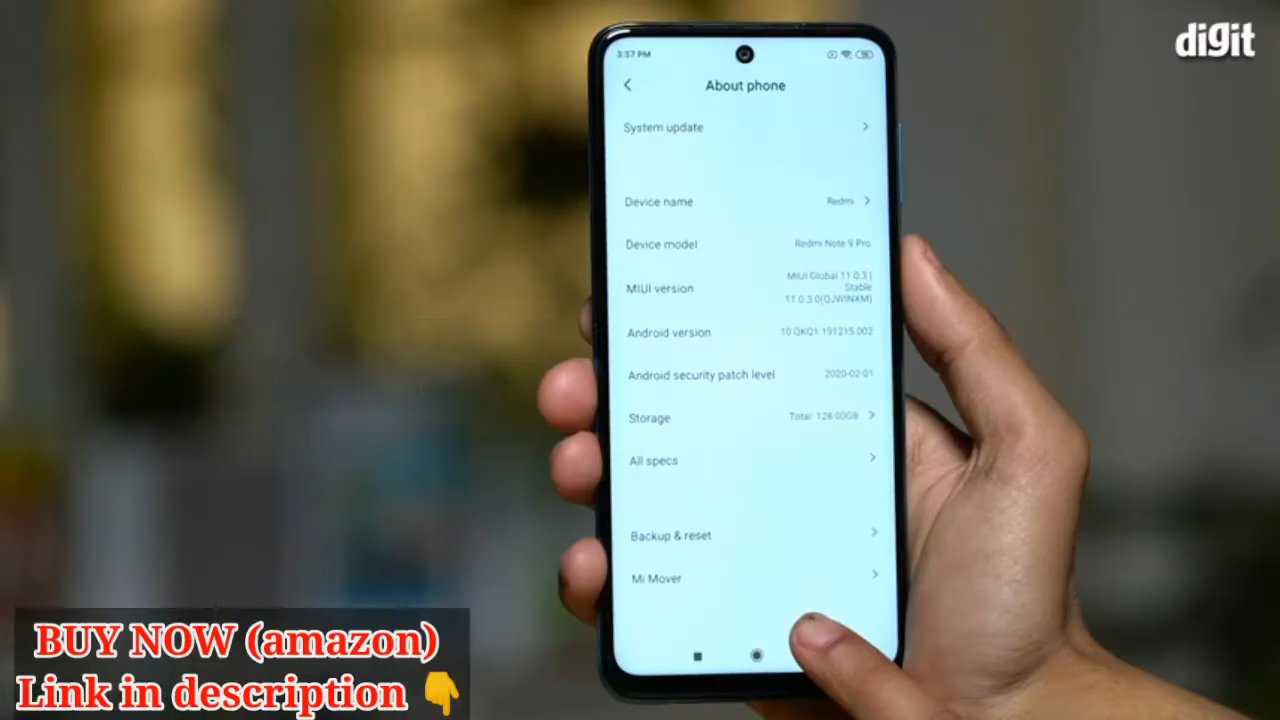 digit
3:57 PM
About phone
System update
Device name Redmi
Device model Redmi Note 9 Pro
MIUI version MIUI Global 11.0.3 |
Stable
11.0.3.0(QJWINXM)
Android version 10 QKQ1.191215.002
Android security patch level 2020-02-01
Storage Total: 128.00GB
All specs
Backup & reset
Mi Mover
BUY NOW (amazon)
Link in description 👇